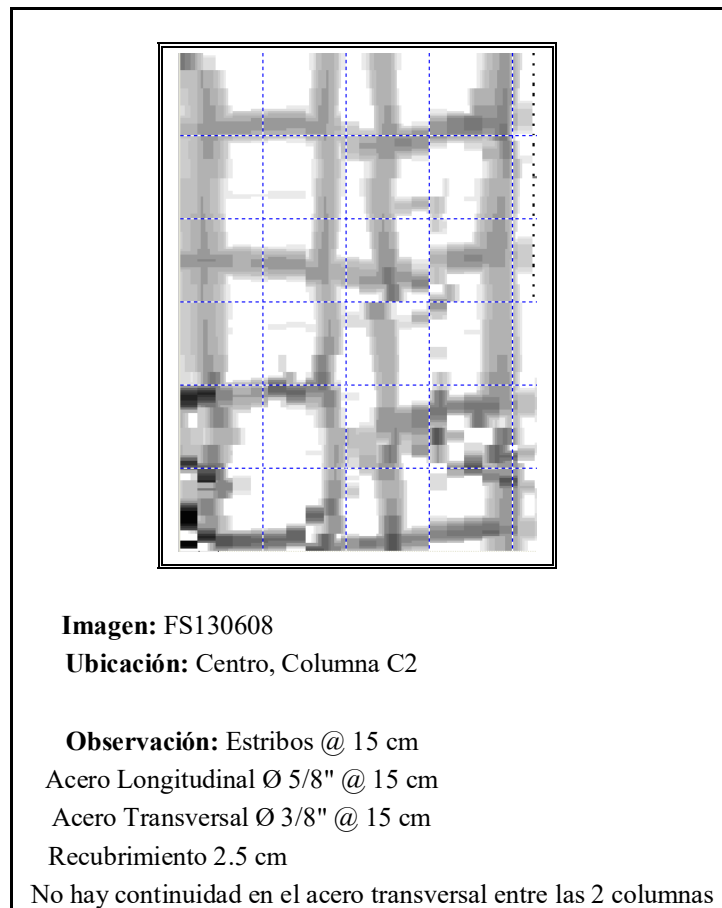 Imagen: FS130608
Ubicación: Centro, Columna C2
Observación: Estribos @ 15 cm
Acero Longitudinal Ø 5/8" @ 15 cm
Acero Transversal Ø 3/8" @ 15 cm
Recubrimiento 2.5 cm
No hay continuidad en el acero transversal entre las 2 columnas